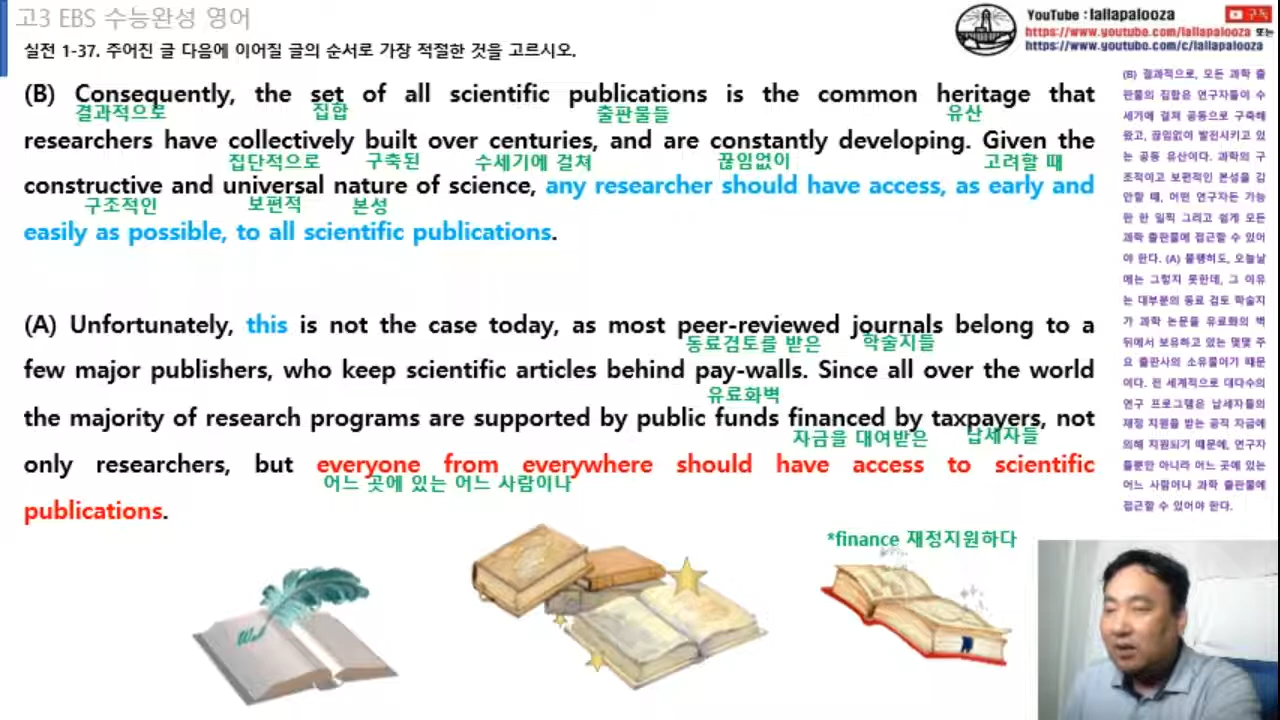 고3 EBS 수능완성 영어
실전 1-37. 주어진 글 다음에 이어질 글의 순서로 가장 적절한 것을 고르시오.
YouTube : lallapalooza
구독
https://www.youtube.com/lallapalooza 또는
https://www.youtube.com/c/lallapalooza
(B) Consequently, the set of all scientific publications is the common heritage that
결과적으로 집합 출판물들 유산
researchers have collectively built over centuries, and are constantly developing. Given the
집단적으로 구축된 수세기에 걸쳐 끊임없이 고려할 때
constructive and universal nature of science, any researcher should have access, as early and
구조적인 보편적 본성
easily as possible, to all scientific publications.
(A) Unfortunately, this is not the case today, as most peer-reviewed journals belong to a
동료검토를 받은 학술지들
few major publishers, who keep scientific articles behind pay-walls. Since all over the world
유료화벽
the majority of research programs are supported by public funds financed by taxpayers, not
자금을 대여받은 납세자들
only researchers, but everyone from everywhere should have access to scientific
어느 곳에 있는 어느 사람이나
publications.
*finance 재정지원하다
(B) 결과적으로, 모든 과학 출
판물의 집합은 연구자들이 수
세기에 걸쳐 공동으로 구축해
왔고, 끊임없이 발전시키고 있
는 공동 유산이다. 과학의 구
조적이고 보편적인 본성을 감
안할 때, 어떤 연구자든 가능
한 한 일찍 그리고 쉽게 모든
과학 출판물에 접근할 수 있어
야 한다. (A) 불행히도, 오늘날
에는 그렇지 못한데, 그 이유
는 대부분의 동료 검토 학술지
가 과학 논문을 유료화의 벽
뒤에서 보유하고 있는 몇몇 주
요 출판사의 소유물이기 때문
이다. 전 세계적으로 대다수의
연구 프로그램은 납세자들의
재정 지원을 받는 공적 자금에
의해 지원되기 때문에, 연구자
들뿐만 아니라 어느 곳에 있는
어느 사람이나 과학 출판물에
접근할 수 있어야 한다.